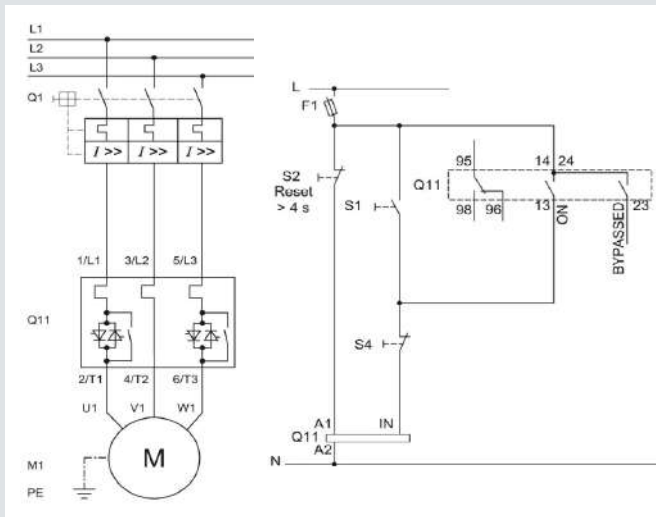 L1
L2
L3
Q1
I >> I >> I >>
1/L1 3/L2 5/L3
Q11
2/T1 4/T2 6/T3
U1 V1 W1
M
M1
PE
L
F1
S2
Reset
> 4 s
S1
95 14 24
Q11
98 96 13 23
ON
BYPASSED
S4
A1 IN
Q11
A2
N